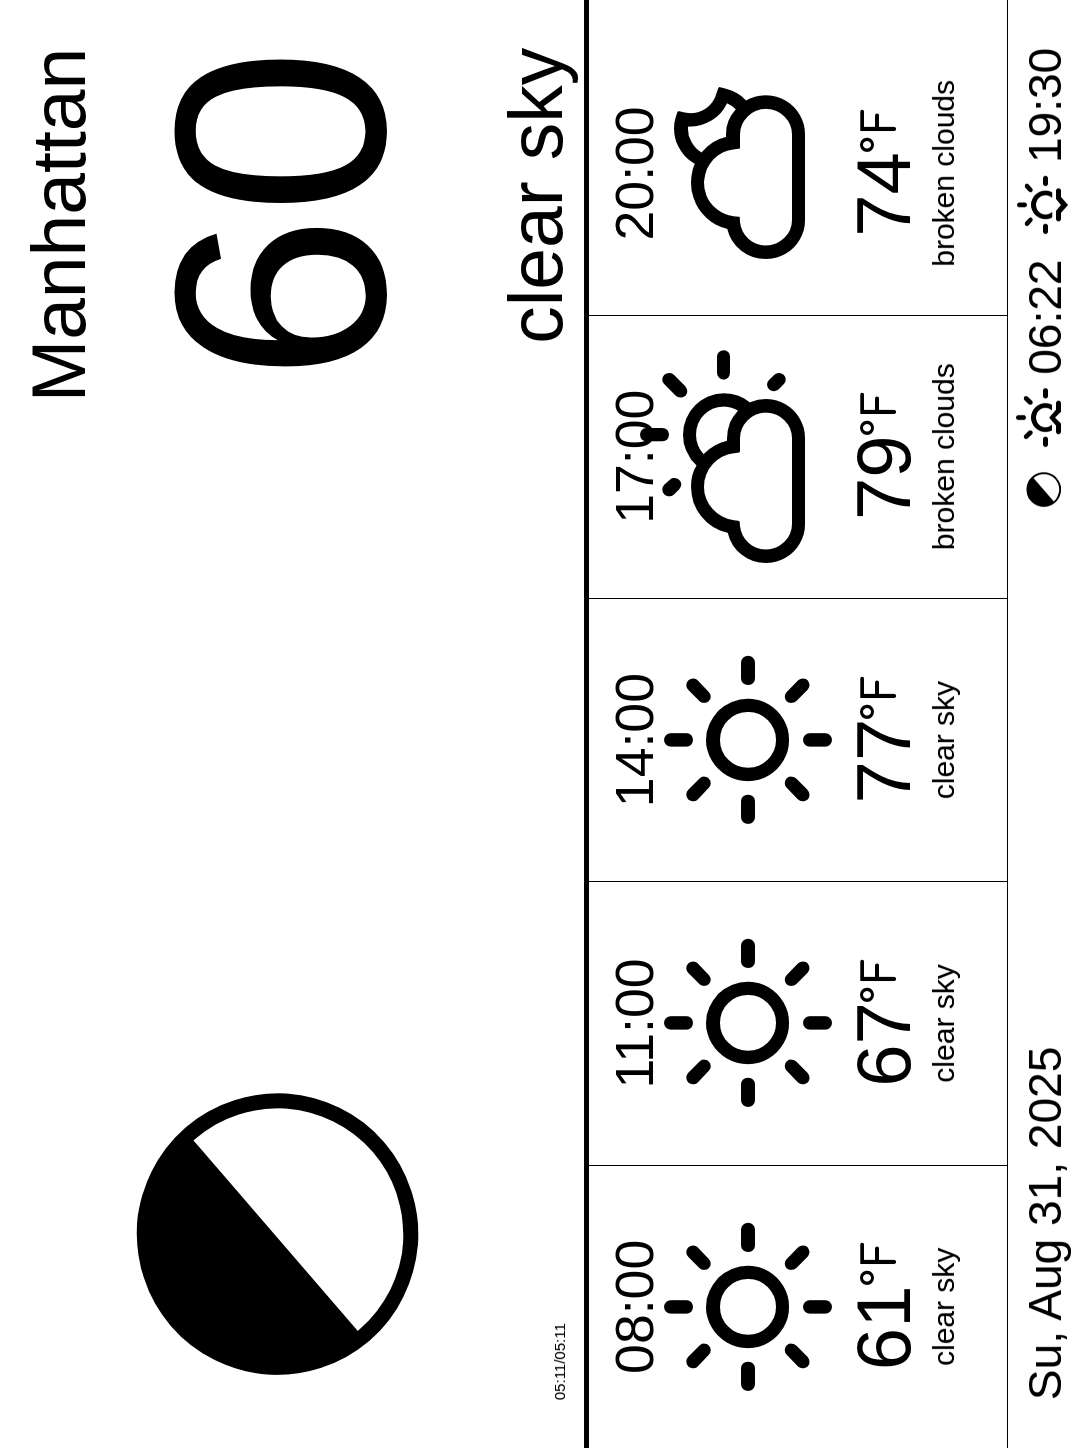 Manhattan
60
clear sky
05:11/05:11
08:00
61°F
clear sky
11:00
67°F
clear sky
14:00
77°F
clear sky
17:00
79°F
broken clouds
20:00
74°F
broken clouds
Su, Aug 31, 2025
06:22
19:30